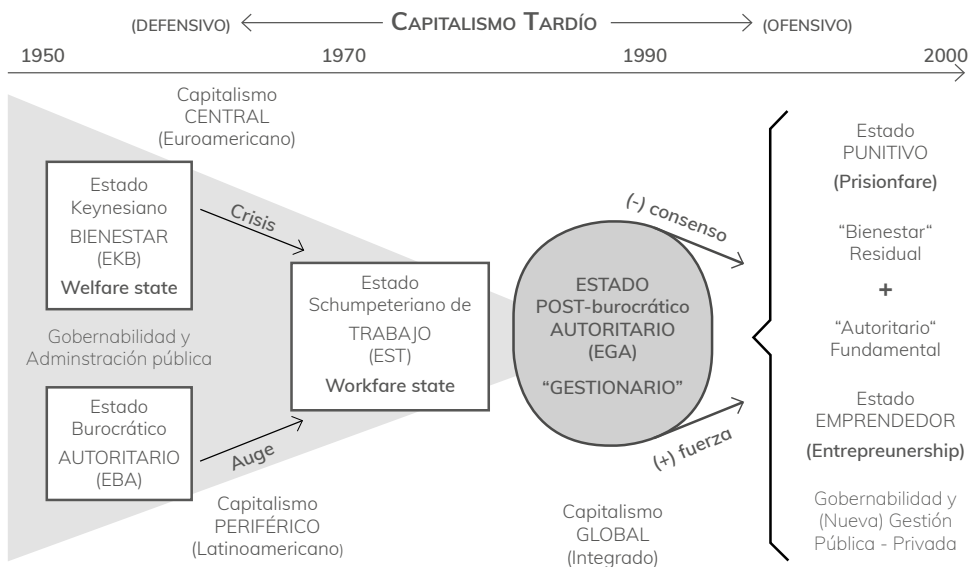 (DEFENSIVO) CAPITALISMO TARDÍO (OFENSIVO)
1950 1970 1990 2000
Capitalismo
CENTRAL
(Euroamericano)
Estado
Keynesiano
BIENESTAR
(EKB)
Welfare state
Crisis
Gobernabilidad y
Adminstración pública
Estado
Burocrático
AUTORITARIO
(EBA)
Auge
Capitalismo
PERIFÉRICO
(Latinoamericano)
Estado
Schumpeteriano de
TRABAJO
(EST)
Workfare state
(-) consenso
ESTADO
POST-burocrático
AUTORITARIO
(EGA)
“GESTIONARIO”
(+) fuerza
Capitalismo
GLOBAL
(Integrado)
Estado
PUNITIVO
(Prisionfare)
“Bienestar“
Residual
+
“Autoritario“
Fundamental
Estado
EMPRENDEDOR
(Entrepreunership)
Gobernabilidad y
(Nueva) Gestión
Pública - Privada